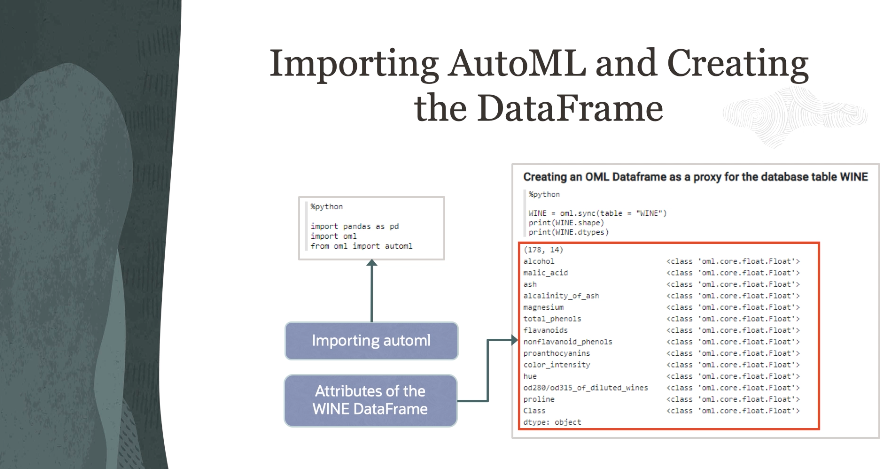 Importing AutoML and Creating
the DataFrame
%python
import pandas as pd
import oml
from oml import automl
Importing automl
Attributes of the
WINE DataFrame
Creating an OML Dataframe as a proxy for the database table WINE
%python
WINE = oml.sync(table = "WINE")
print(WINE.shape)
print(WINE.dtypes)
(178, 14)
alcohol <class 'oml.core.float.Float'>
malic_acid <class 'oml.core.float.Float'>
ash <class 'oml.core.float.Float'>
alcalinity_of_ash <class 'oml.core.float.Float'>
magnesium <class 'oml.core.float.Float'>
total_phenols <class 'oml.core.float.Float'>
flavanoids <class 'oml.core.float.Float'>
nonflavanoid_phenols <class 'oml.core.float.Float'>
proanthocyanins <class 'oml.core.float.Float'>
color_intensity <class 'oml.core.float.Float'>
hue <class 'oml.core.float.Float'>
od280/od315_of_diluted_wines <class 'oml.core.float.Float'>
proline <class 'oml.core.float.Float'>
Class <class 'oml.core.float.Float'>
dtype: object